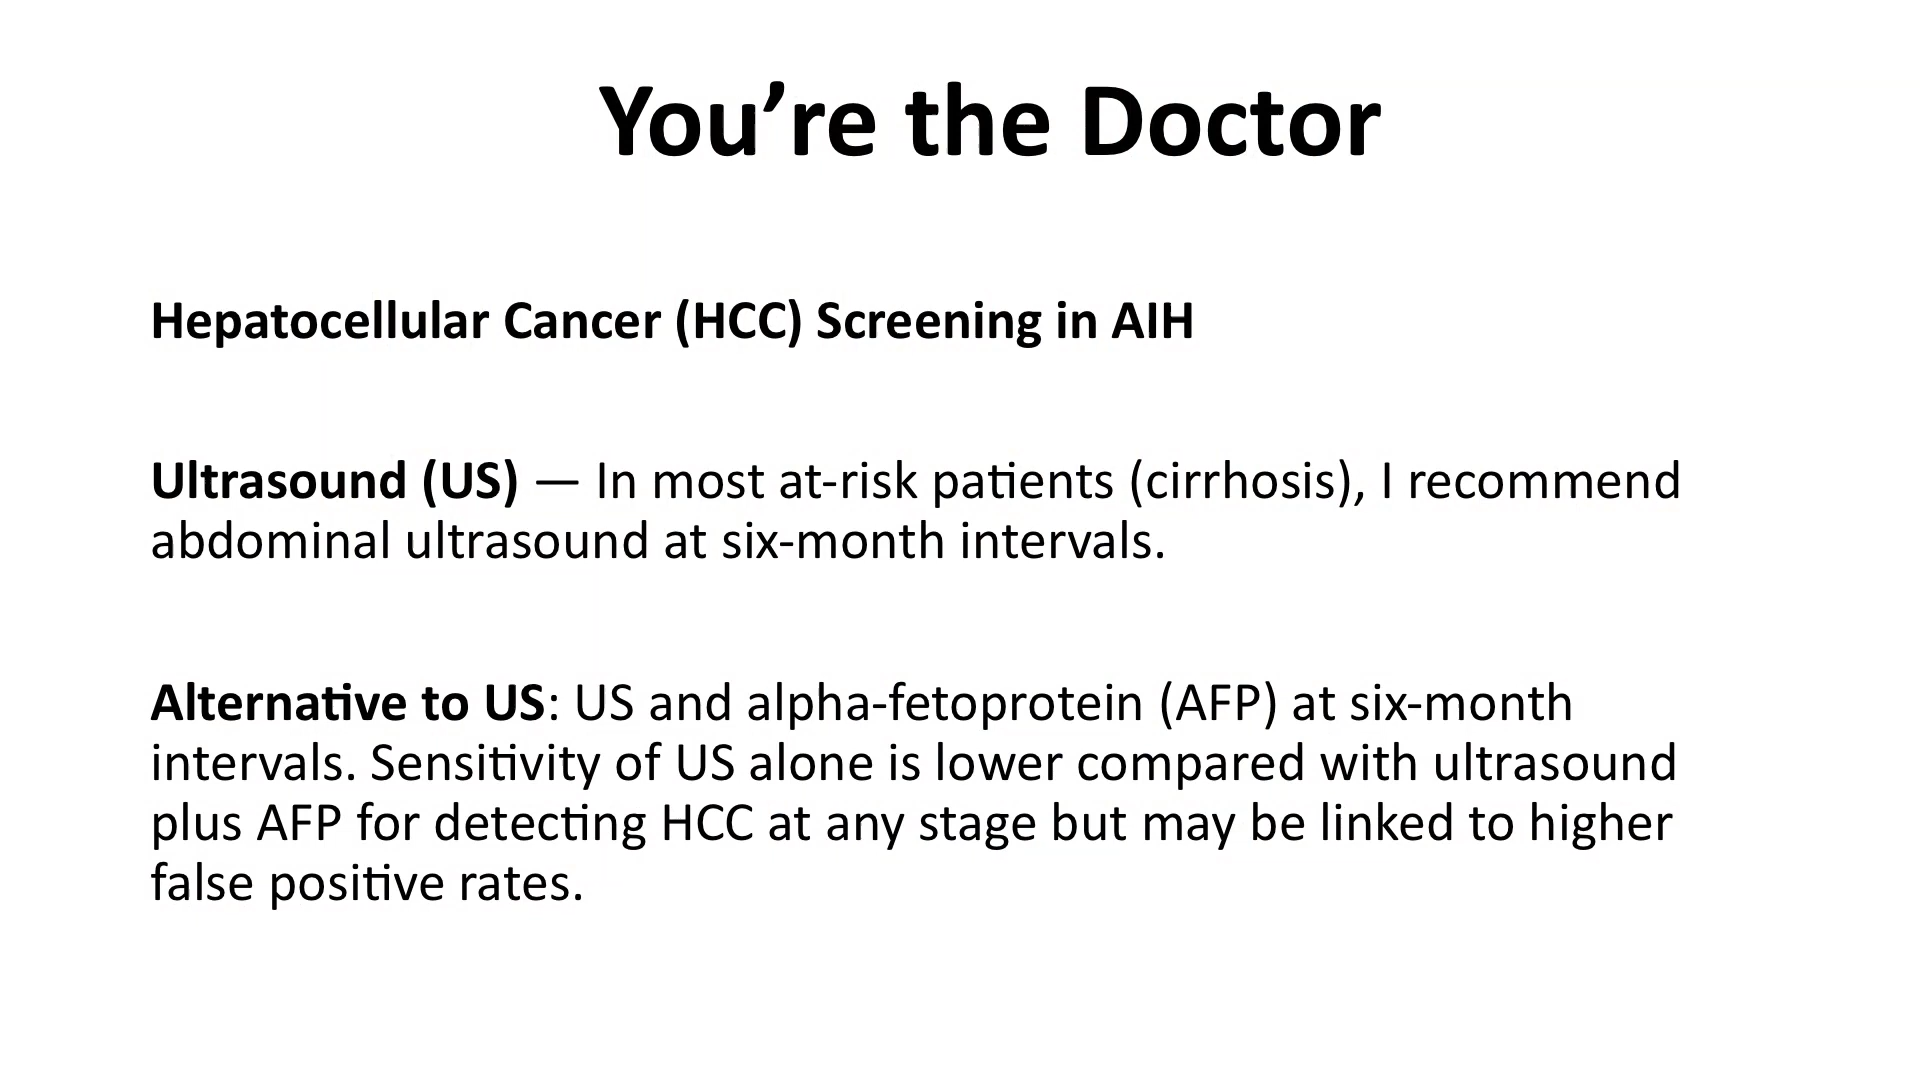 You’re the Doctor
Hepatocellular Cancer (HCC) Screening in AIH
Ultrasound (US) — In most at-risk patients (cirrhosis), I recommend
abdominal ultrasound at six-month intervals.
Alternative to US: US and alpha-fetoprotein (AFP) at six-month
intervals. Sensitivity of US alone is lower compared with ultrasound
plus AFP for detecting HCC at any stage but may be linked to higher
false positive rates.